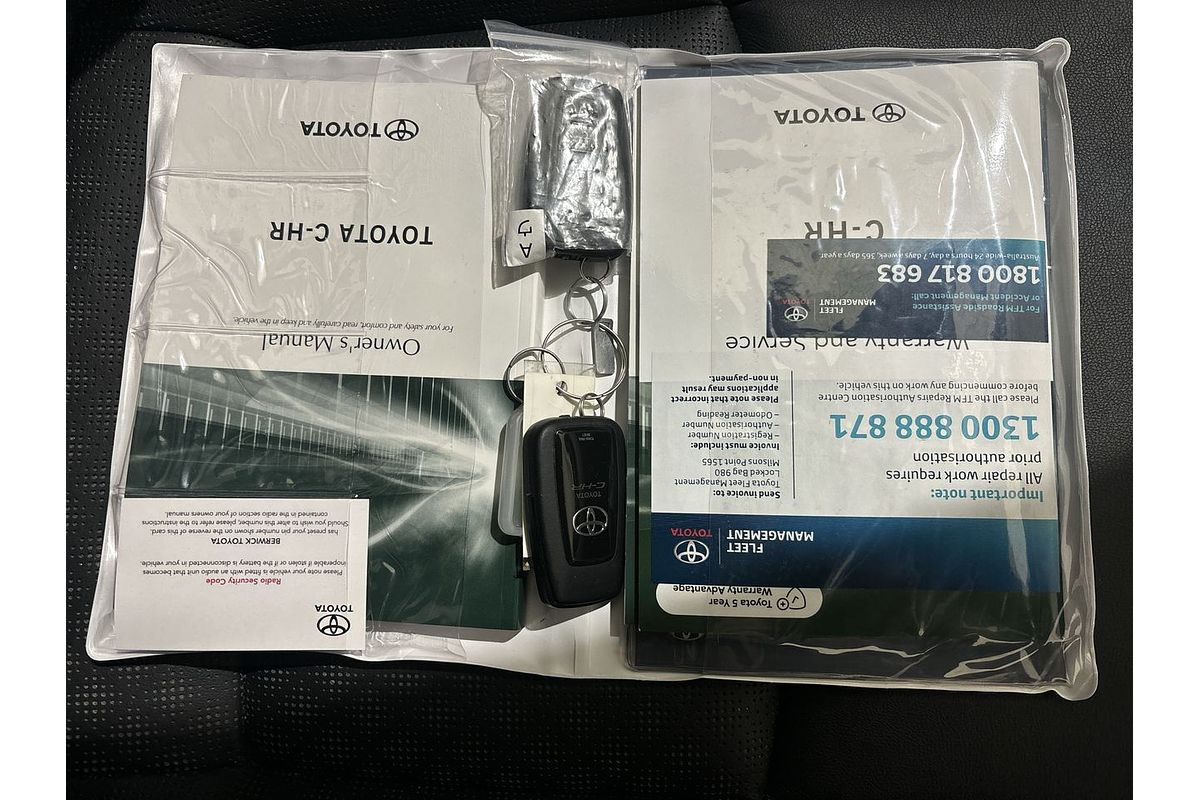 TOYOTA
TOYOTA C-HR
Owner's Manual
For your safety and comfort, read carefully and keep in the vehicle.
TOYOTA
Radio Security Code
Please note your vehicle is fitted with an audio unit that becomes
inoperable if stolen or if the battery is disconnected in your vehicle.
BERWICK TOYOTA
has preset your pin number shown on the reverse of this card.
Should you wish to alter this number, please refer to the instructions
contained in the radio section of your owners manual.
A
TOYOTA
C-HR
TOYOTA
C-HR
Warranty and Service
For TFM Roadside Assistance
or Accident Management call:
1800 817 683
Australia-wide 24 hours a day, 7 days a week, 365 days a year
FLEET
MANAGEMENT
TOYOTA
FLEET
MANAGEMENT
TOYOTA
Important note:
All repair work requires
prior authorisation
1300 888 871
Please call the TFM Repairs Authorisation Centre
before commencing any work on this vehicle.
Send Invoice to:
Toyota Fleet Management
Locked Bag 980
Milsons Point 1565
Invoice must include:
– Registration Number
– Authorisation Number
– Odometer Reading
Please note that incorrect
applications may result
in non-payment.
Toyota 5 Year
Warranty Advantage